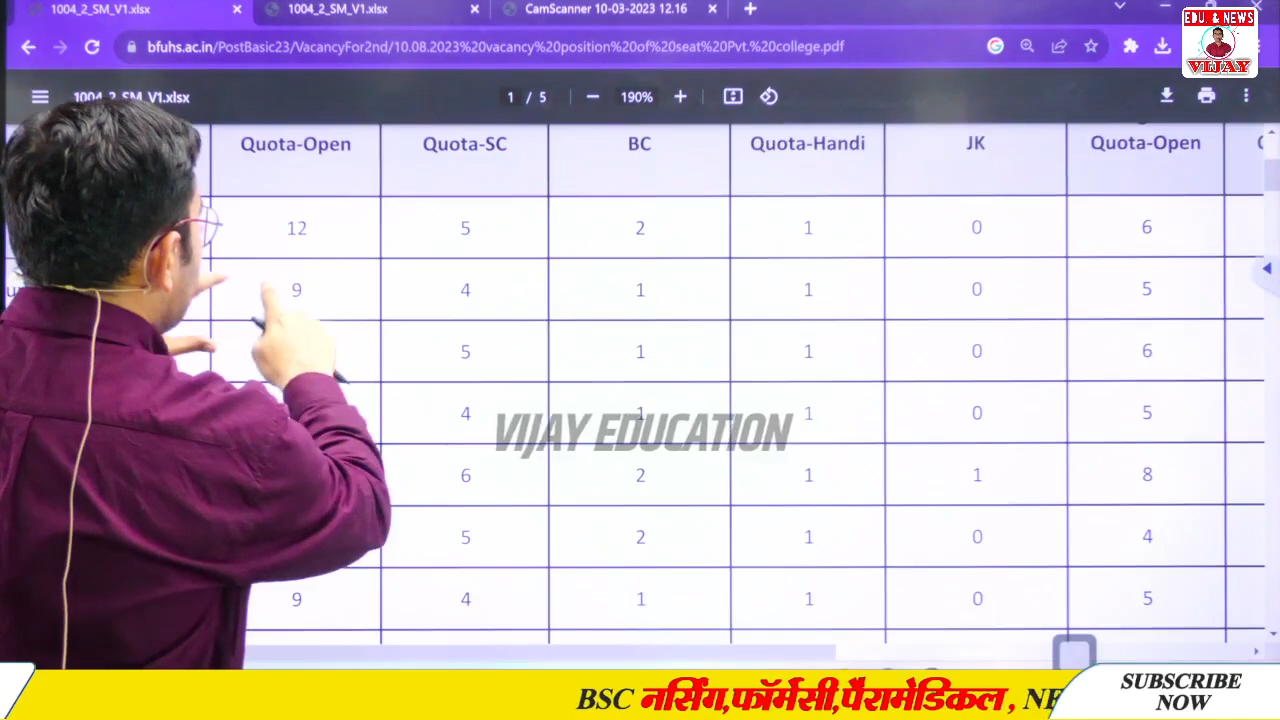 1004_2_SM_V1.xlsx
1004_2_SM_V1.xlsx
CamScanner 10-03-2023 12.16
bfuhs.ac.in/PostBasic23/VacancyFor2nd/10.08.2023%20vacancy%20position%20of%20seat%20Pvt.%20college.pdf
EDU. & NEWS
VIJAY
1004_2_SM_V1.xlsx
1 / 5
190%
Quota-Open Quota-SC BC Quota-Handi JK Quota-Open
12 5 2 1 0 6
9 4 1 1 0 5
5 1 1 0 6
4 1 1 0 5
VIJAY EDUCATION
6 2 1 1 8
5 2 1 0 4
9 4 1 1 0 5
BSC नर्सिंग,फॉर्मेसी,पैरामेडिकल , NE
SUBSCRIBE
NOW